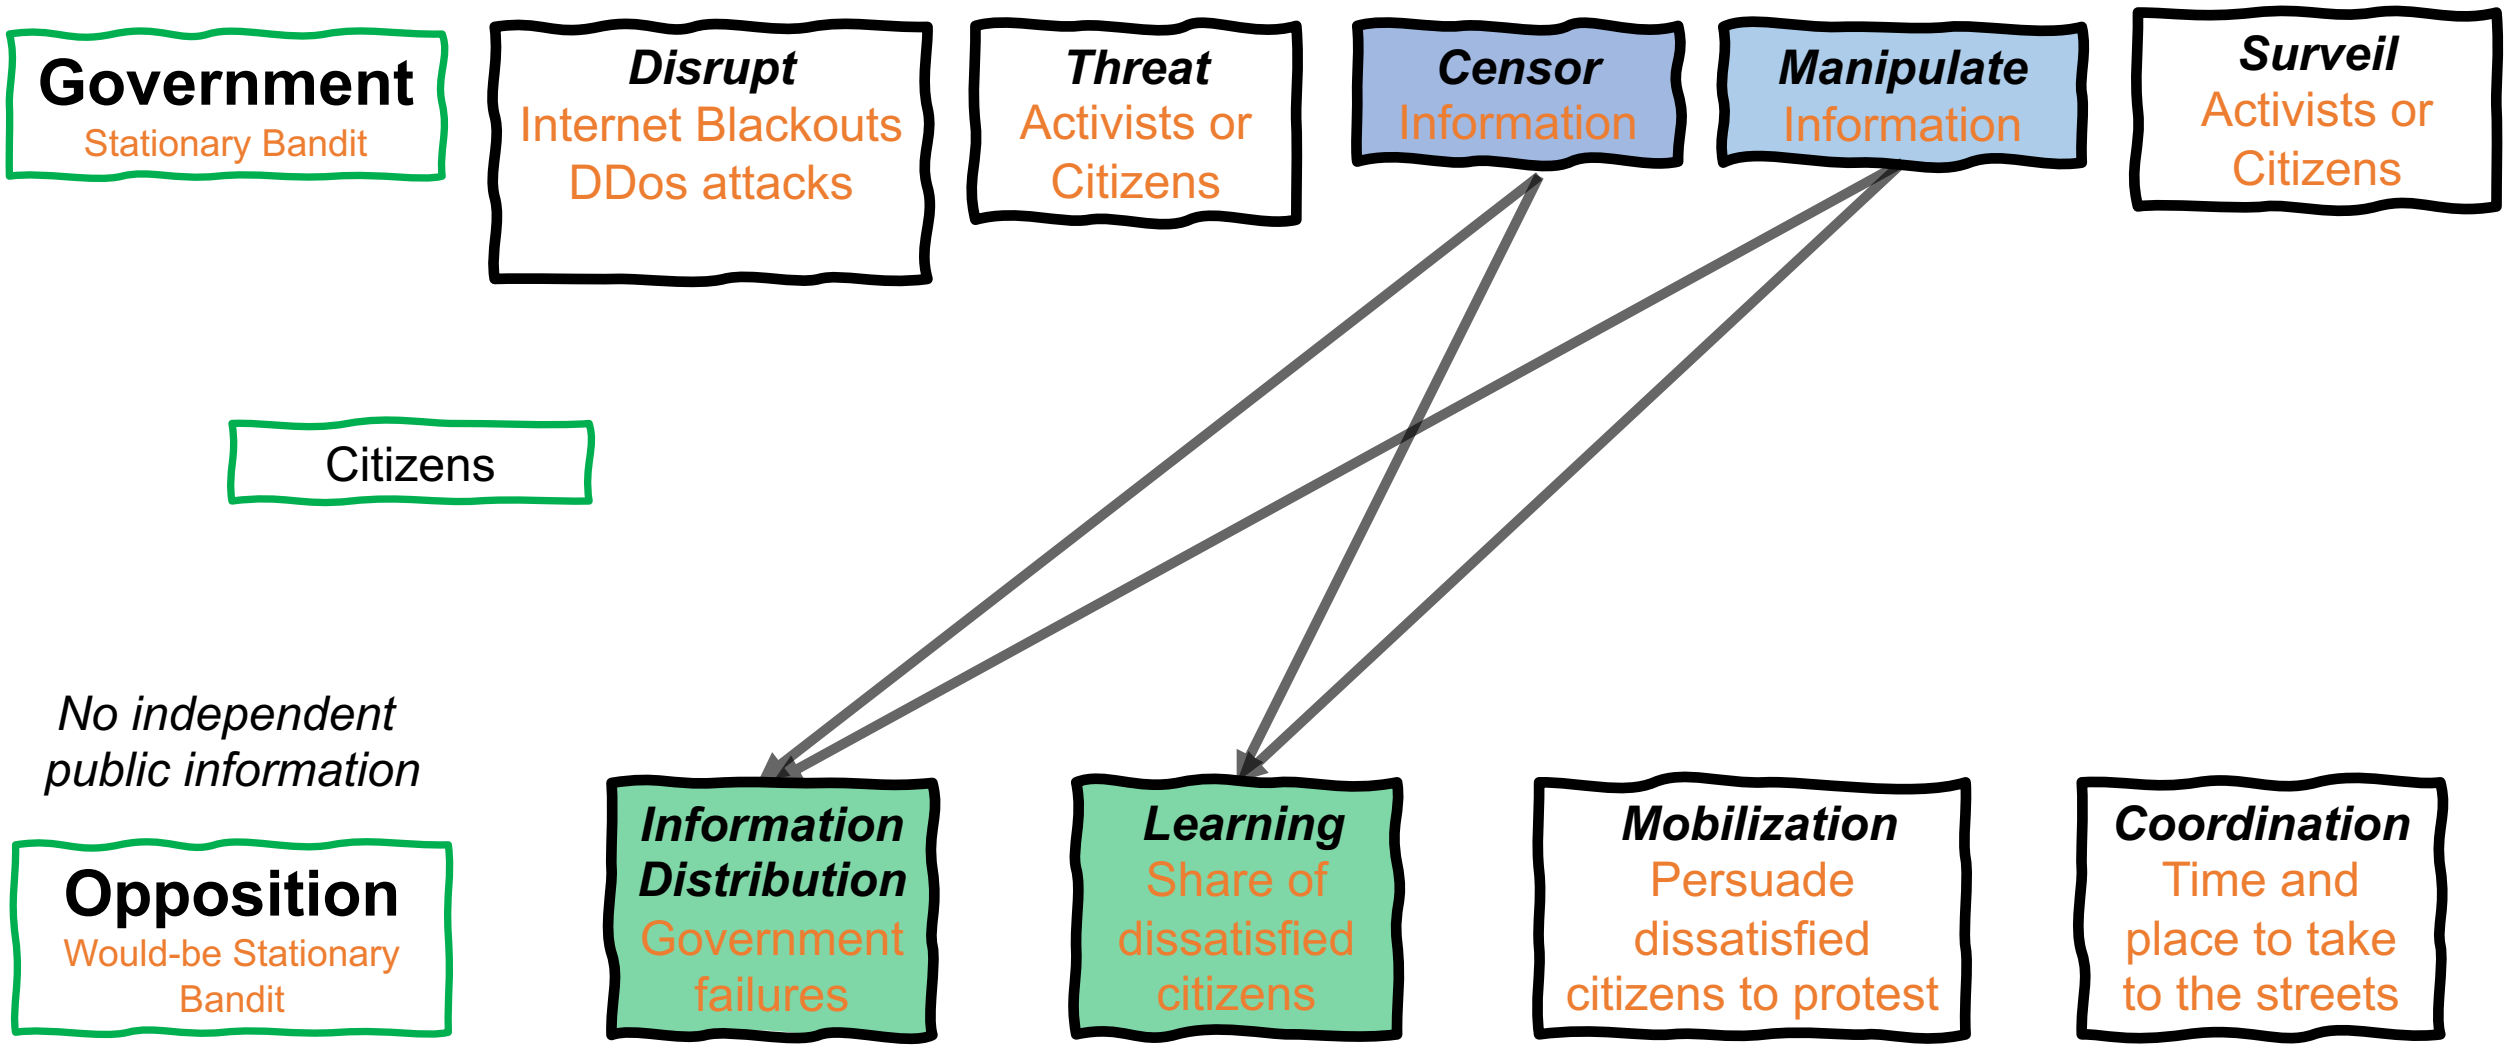 Government
Stationary Bandit
Disrupt
Internet Blackouts
DDos attacks
Threat
Activists or
Citizens
Censor
Information
Manipulate
Information
Surveil
Activists or
Citizens
Citizens
No independent
public information
Opposition
Would-be Stationary
Bandit
Information
Distribution
Government
failures
Learning
Share of
dissatisfied
citizens
Mobilization
Persuade
dissatisfied
citizens to protest
Coordination
Time and
place to take
to the streets